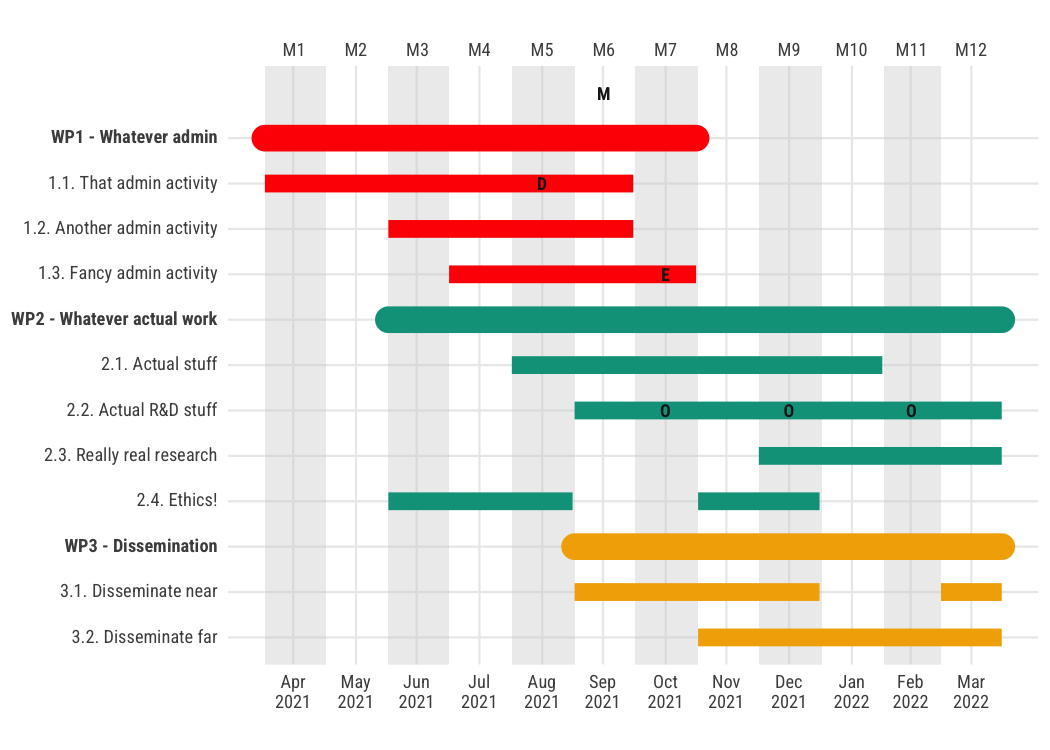 M1 M2 M3 M4 M5 M6 M7 M8 M9 M10 M11 M12
M
WP1 - Whatever admin
1.1. That admin activity D
1.2. Another admin activity
1.3. Fancy admin activity E
WP2 - Whatever actual work
2.1. Actual stuff
2.2. Actual R&D stuff O O O
2.3. Really real research
2.4. Ethics!
WP3 - Dissemination
3.1. Disseminate near
3.2. Disseminate far
Apr May Jun Jul Aug Sep Oct Nov Dec Jan Feb Mar
2021 2021 2021 2021 2021 2021 2021 2021 2021 2022 2022 2022